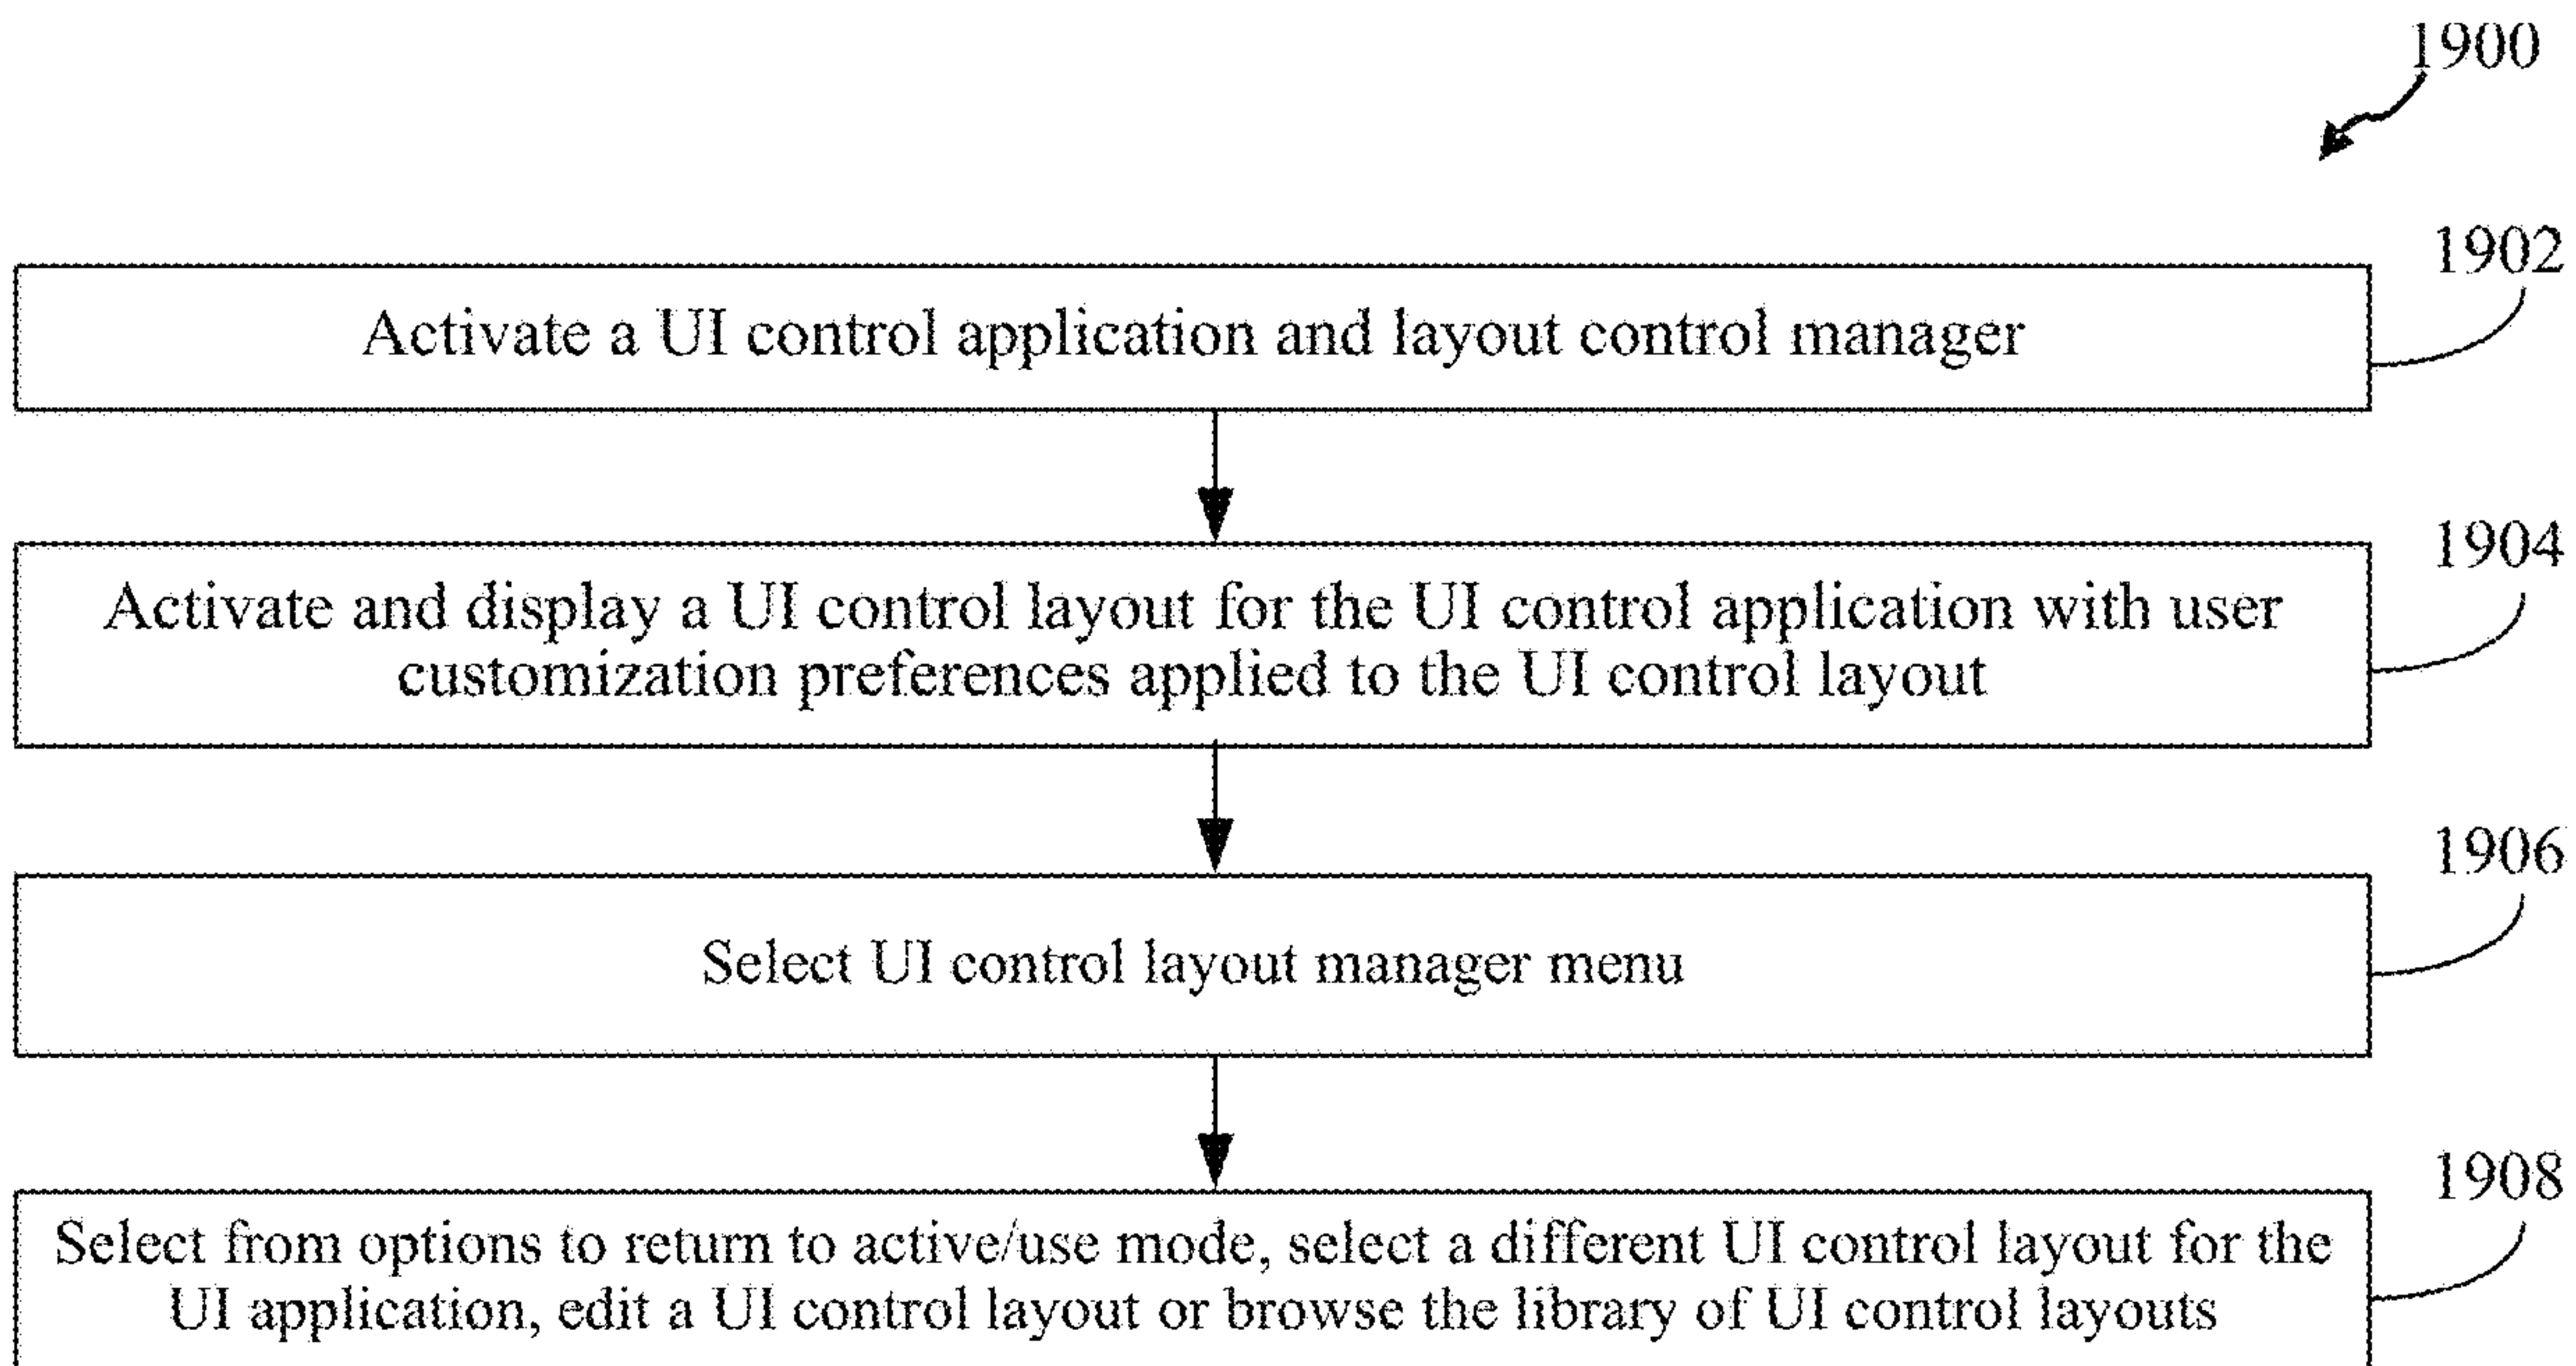 1900
1902
Activate a UI control application and layout control manager
1904
Activate and display a UI control layout for the UI control application with user
customization preferences applied to the UI control layout
1906
Select UI control layout manager menu
1908
Select from options to return to active/use mode, select a different UI control layout for the
UI application, edit a UI control layout or browse the library of UI control layouts